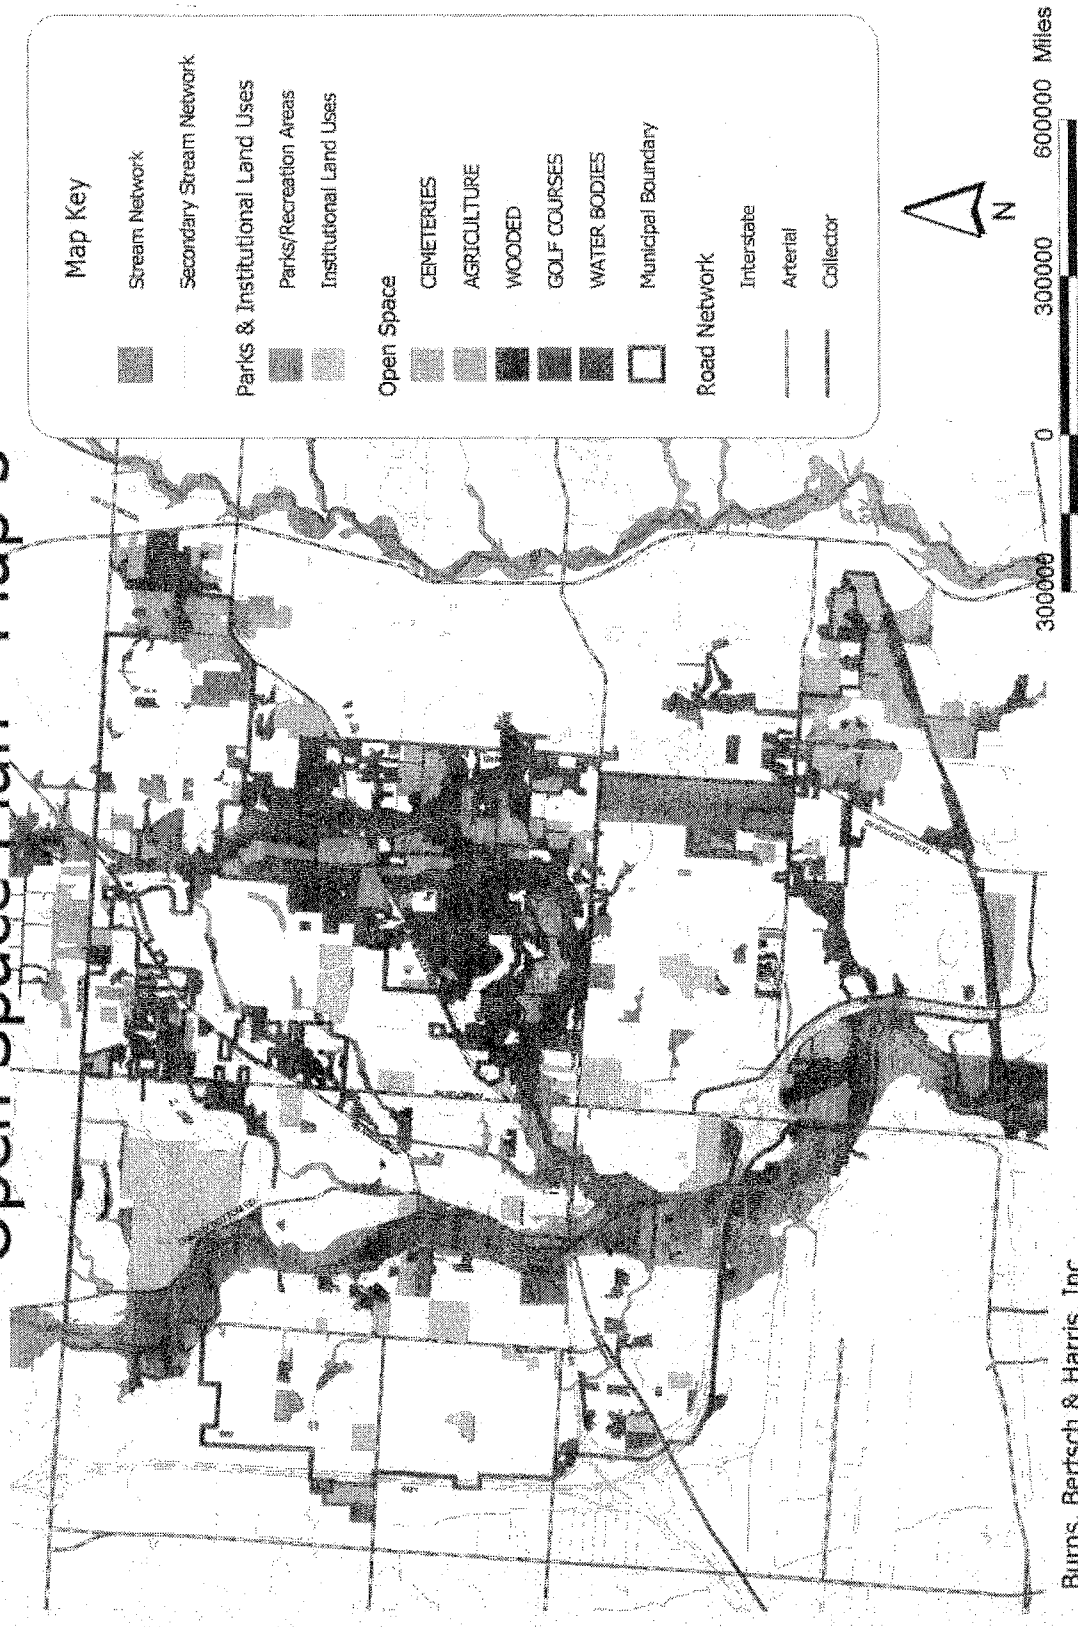 Open Space Plan - Map 3
Map Key
Stream Network
Secondary Stream Network
Parks & Institutional Land Uses
Parks/Recreation Areas
Institutional Land Uses
Open Space
CEMETERIES
AGRICULTURE
WOODED
GOLF COURSES
WATER BODIES
Municipal Boundary
Road Network
Interstate
Arterial
Collector
N
300000 0 300000 600000 Miles
Burns, Bertsch & Harris, Inc